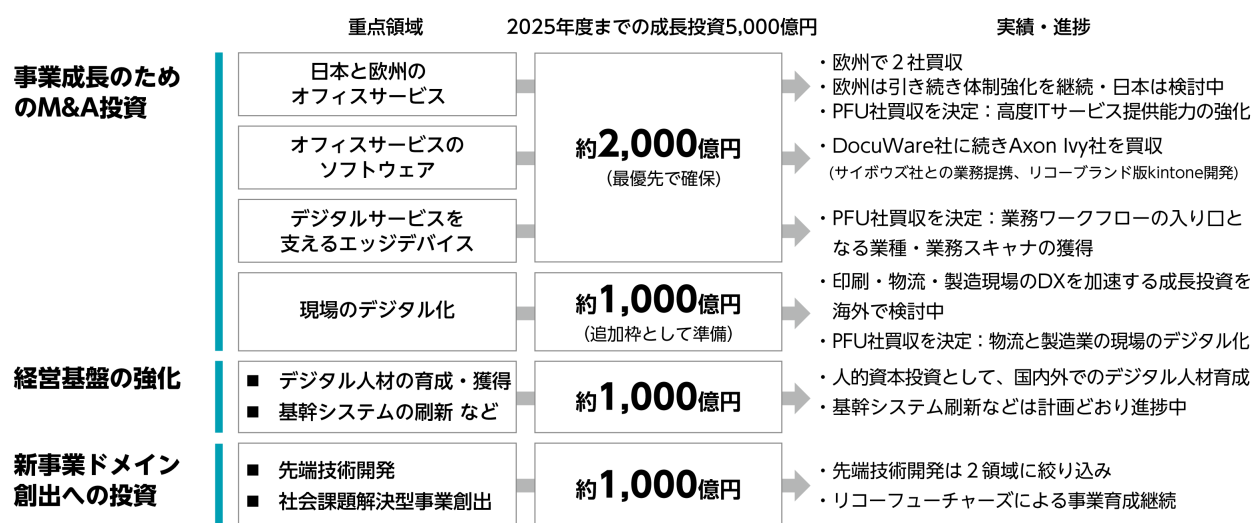 重点領域
2025年度までの成長投資5,000億円
実績・進捗
事業成長のため
のM&A投資
日本と欧州の
オフィスサービス
オフィスサービスの
ソフトウェア
デジタルサービスを
支えるエッジデバイス
約2,000億円
(最優先で確保)
・欧州で2社買収
・欧州は引き続き体制強化を継続・日本は検討中
・PFU社買収を決定：高度ITサービス提供能力の強化
・DocuWare社に続きAxon Ivy社を買収
(サイボウズ社との業務提携、リコーブランド版kintone開発)
・PFU社買収を決定：業務ワークフローの入り口と
なる業種・業務スキャナの獲得
現場のデジタル化
約1,000億円
(追加枠として準備)
・印刷・物流・製造現場のDXを加速する成長投資を
海外で検討中
・PFU社買収を決定：物流と製造業の現場のデジタル化
経営基盤の強化
■ デジタル人材の育成・獲得
■ 基幹システムの刷新 など
約1,000億円
・人的資本投資として、国内外でのデジタル人材育成
・基幹システム刷新などは計画どおり進捗中
新事業ドメイン
創出への投資
■ 先端技術開発
■ 社会課題解決型事業創出
約1,000億円
・先端技術開発は2領域に絞り込み
・リコーフューチャーズによる事業育成継続